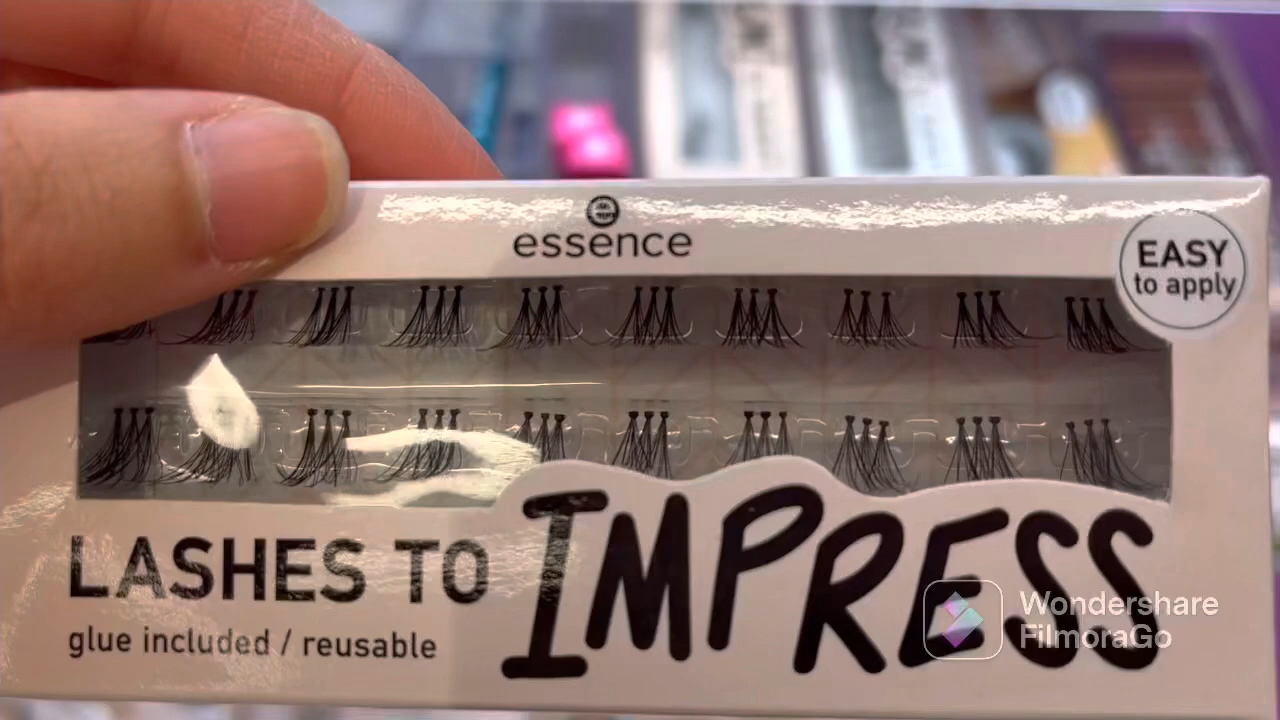 essence
EASY
to apply
LASHES TO IMPRESS
glue included / reusable
Wondershare
FilmoraGo